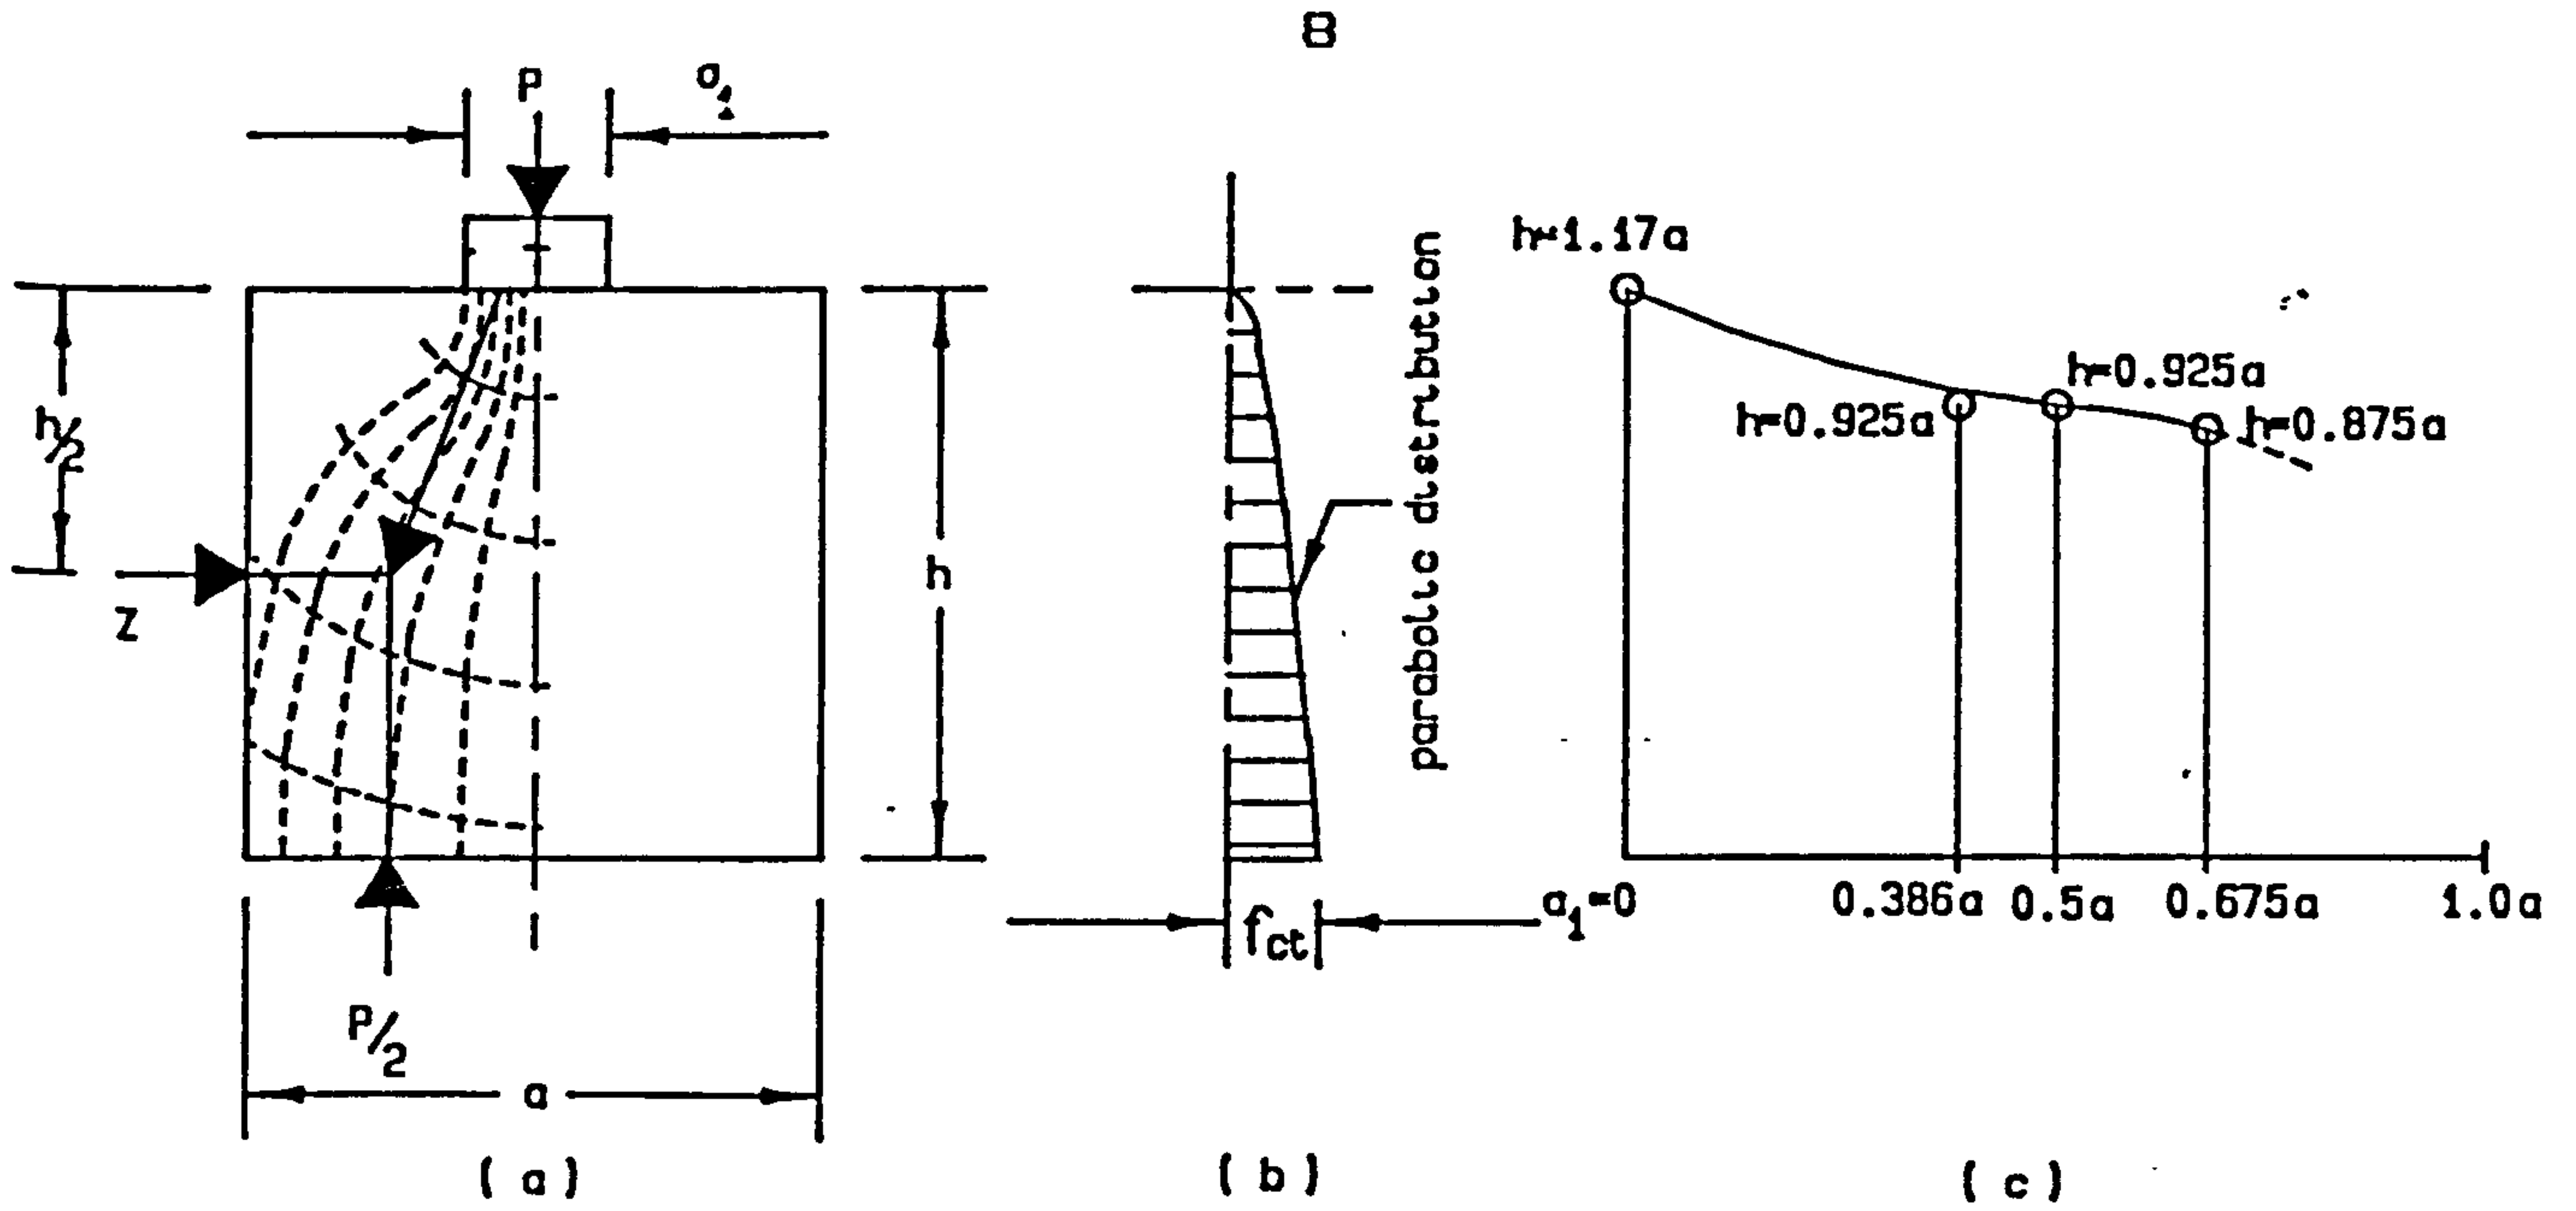 8
P
a₁
h/2
Z
P/2
a
( a )
h
parabolic distribution
fct
( b )
h=1.17a
h=0.925a
h=0.925a
h=0.875a
a₁=0
0.386a
0.5a
0.675a
1.0a
( c )